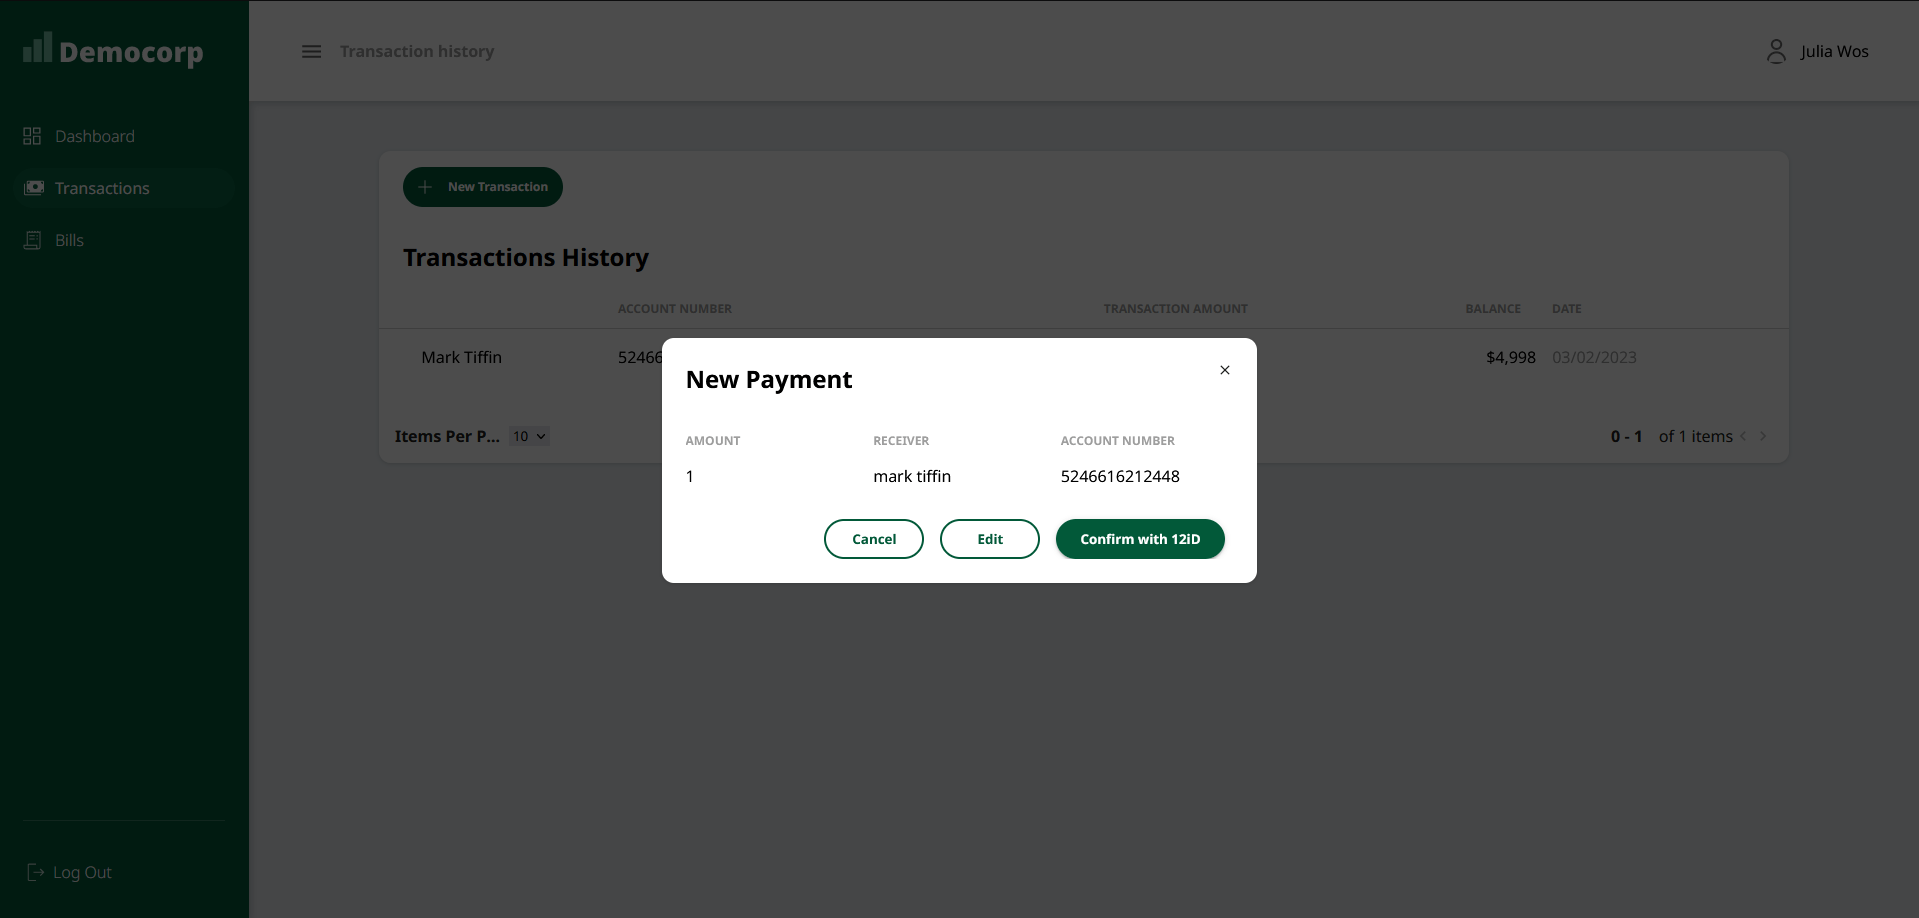 Democorp
Transaction history
Julia Wos
Dashboard
Transactions
Bills
New Transaction
Transactions History
ACCOUNT NUMBER TRANSACTION AMOUNT BALANCE DATE
Mark Tiffin 52466 $4,998 03/02/2023
Items Per P... 10 0 - 1 of 1 items
New Payment
AMOUNT RECEIVER ACCOUNT NUMBER
1 mark tiffin 5246616212448
Cancel Edit Confirm with 12iD
Log Out